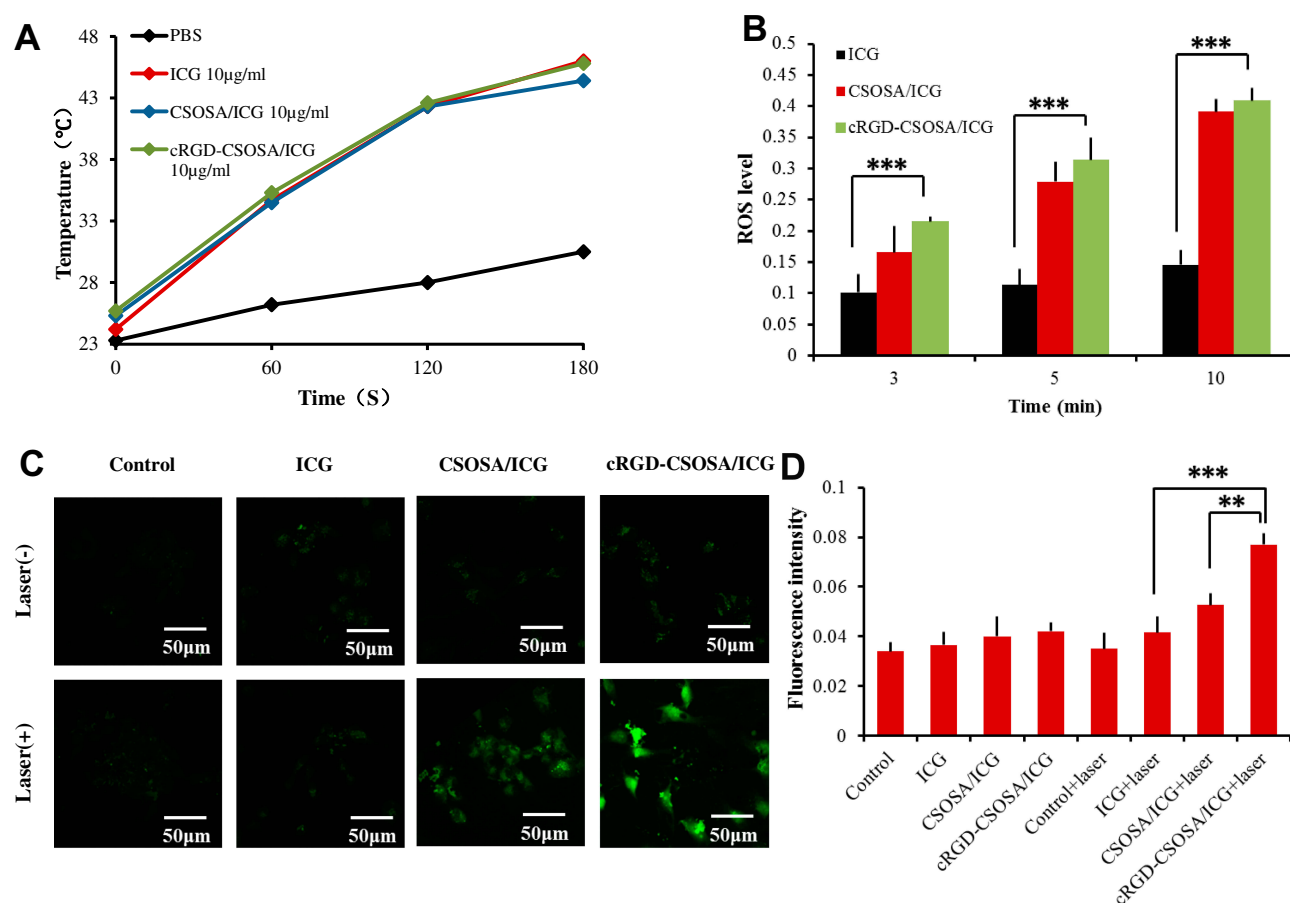 A
48
43
38
33
28
23
Temperature（℃）
PBS
ICG 10μg/ml
CSOSA/ICG 10μg/ml
cRGD-CSOSA/ICG
10μg/ml
0
60
120
180
Time（S）
B
0.5
0.45
0.4
0.35
0.3
0.25
0.2
0.15
0.1
0.05
0
ROS level
ICG
CSOSA/ICG
cRGD-CSOSA/ICG
***
***
***
3
5
10
Time (min)
C
Control
ICG
CSOSA/ICG
cRGD-CSOSA/ICG
Laser(-)
50μm
50μm
50μm
50μm
Laser(+)
50μm
50μm
50μm
50μm
D
0.1
0.08
0.06
0.04
0.02
0
Fluorescence intensity
***
**
Control
ICG
CSOSA/ICG
cRGD-CSOSA/ICG
Control+laser
ICG+laser
CSOSA/ICG+laser
cRGD-CSOSA/ICG+laser